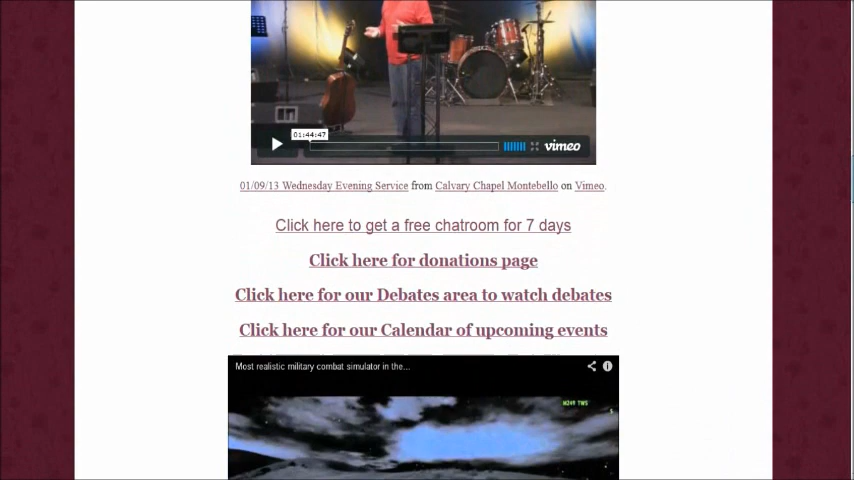 01:44:47
vimeo
01/09/13 Wednesday Evening Service from Calvary Chapel Montebello on Vimeo.
Click here to get a free chatroom for 7 days
Click here for donations page
Click here for our Debates area to watch debates
Click here for our Calendar of upcoming events
Most realistic military combat simulator in the...
M249 TWS